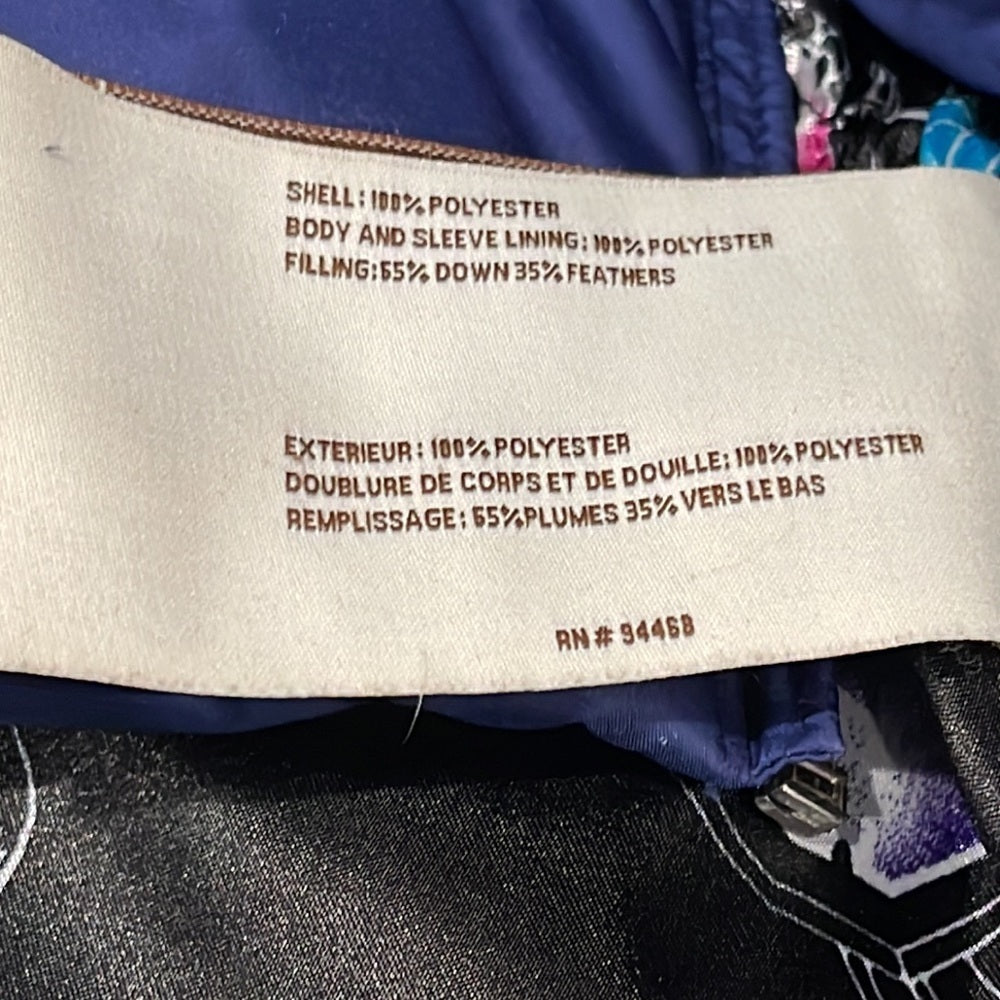 SHELL: 100% POLYESTER
BODY AND SLEEVE LINING: 100% POLYESTER
FILLING: 65% DOWN 35% FEATHERS
EXTERIEUR: 100% POLYESTER
DOUBLURE DE CORPS ET DE DOUILLE: 100% POLYESTER
REMPLISSAGE: 65% PLUMES 35% VERS LE BAS
RN # 94468